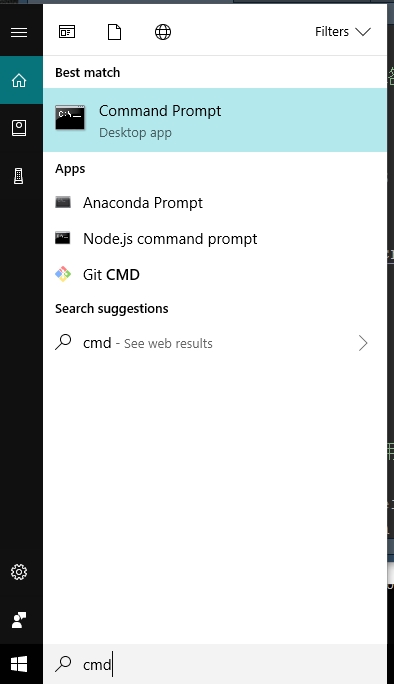 Filters
Best match
Command Prompt
Desktop app
Apps
Anaconda Prompt
Node.js command prompt
Git CMD
Search suggestions
cmd - See web results
cmd